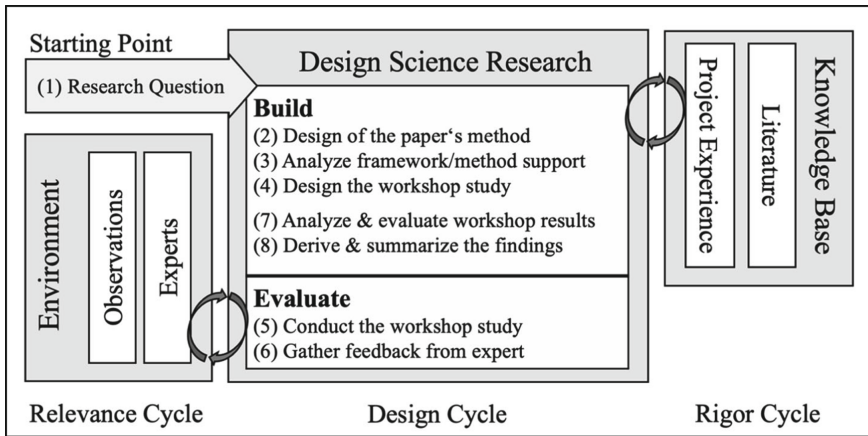 Starting Point
(1) Research Question
Environment
Observations
Experts
Relevance Cycle
Design Science Research
Build
(2) Design of the paper‘s method
(3) Analyze framework/method support
(4) Design the workshop study
(7) Analyze & evaluate workshop results
(8) Derive & summarize the findings
Evaluate
(5) Conduct the workshop study
(6) Gather feedback from expert
Design Cycle
Project Experience
Literature
Knowledge Base
Rigor Cycle